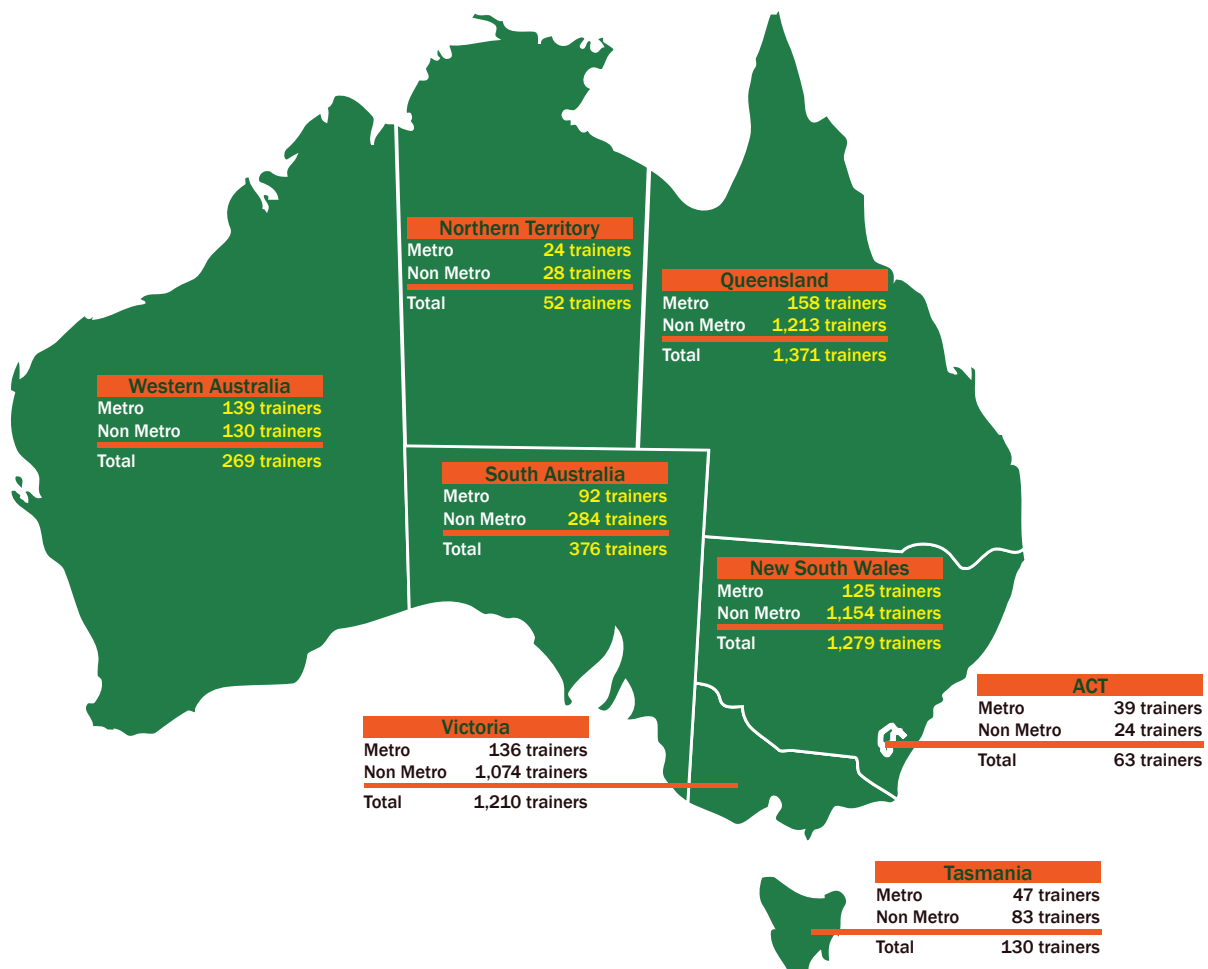 Northern Territory
Metro 24 trainers
Non Metro 28 trainers
Total 52 trainers
Queensland
Metro 158 trainers
Non Metro 1,213 trainers
Total 1,371 trainers
Western Australia
Metro 139 trainers
Non Metro 130 trainers
Total 269 trainers
South Australia
Metro 92 trainers
Non Metro 284 trainers
Total 376 trainers
New South Wales
Metro 125 trainers
Non Metro 1,154 trainers
Total 1,279 trainers
ACT
Metro 39 trainers
Non Metro 24 trainers
Total 63 trainers
Victoria
Metro 136 trainers
Non Metro 1,074 trainers
Total 1,210 trainers
Tasmania
Metro 47 trainers
Non Metro 83 trainers
Total 130 trainers